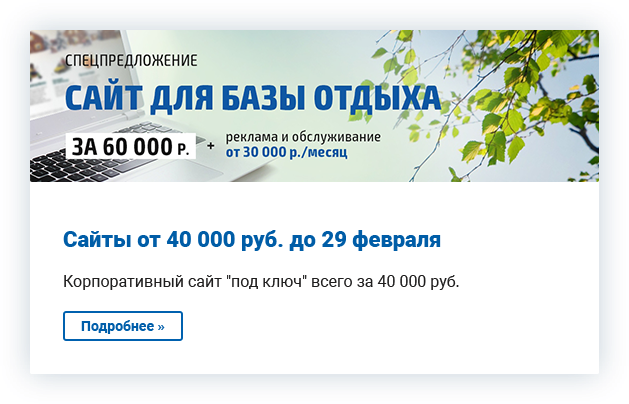 СПЕЦПРЕДЛОЖЕНИЕ
САЙТ ДЛЯ БАЗЫ ОТДЫХА
ЗА 60 000 Р. + реклама и обслуживание
от 30 000 р./месяц
Сайты от 40 000 руб. до 29 февраля
Корпоративный сайт "под ключ" всего за 40 000 руб.
Подробнее »